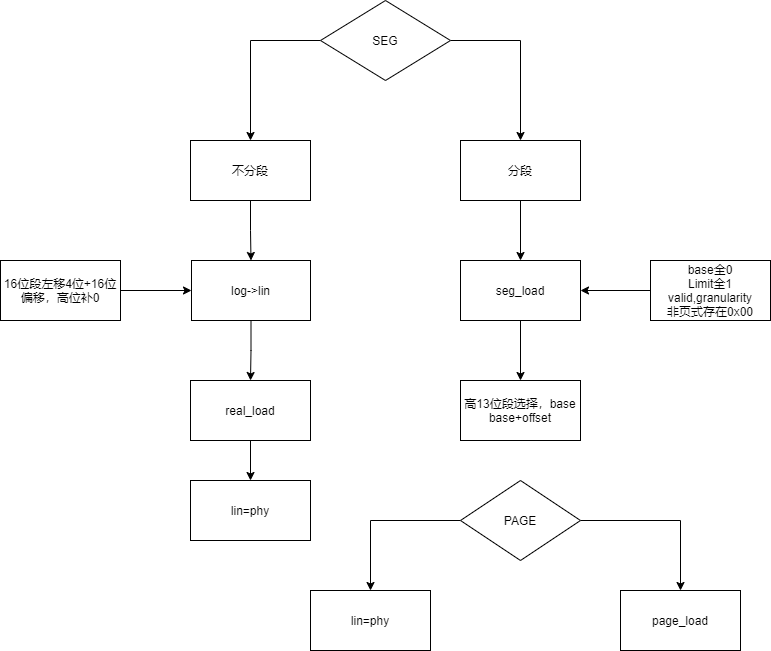 SEG
不分段
分段
16位段左移4位+16位
偏移，高位补0
log->lin
seg_load
base全0
Limit全1
valid,granularity
非页式存在0x00
real_load
高13位段选择，base
base+offset
lin=phy
PAGE
lin=phy
page_load